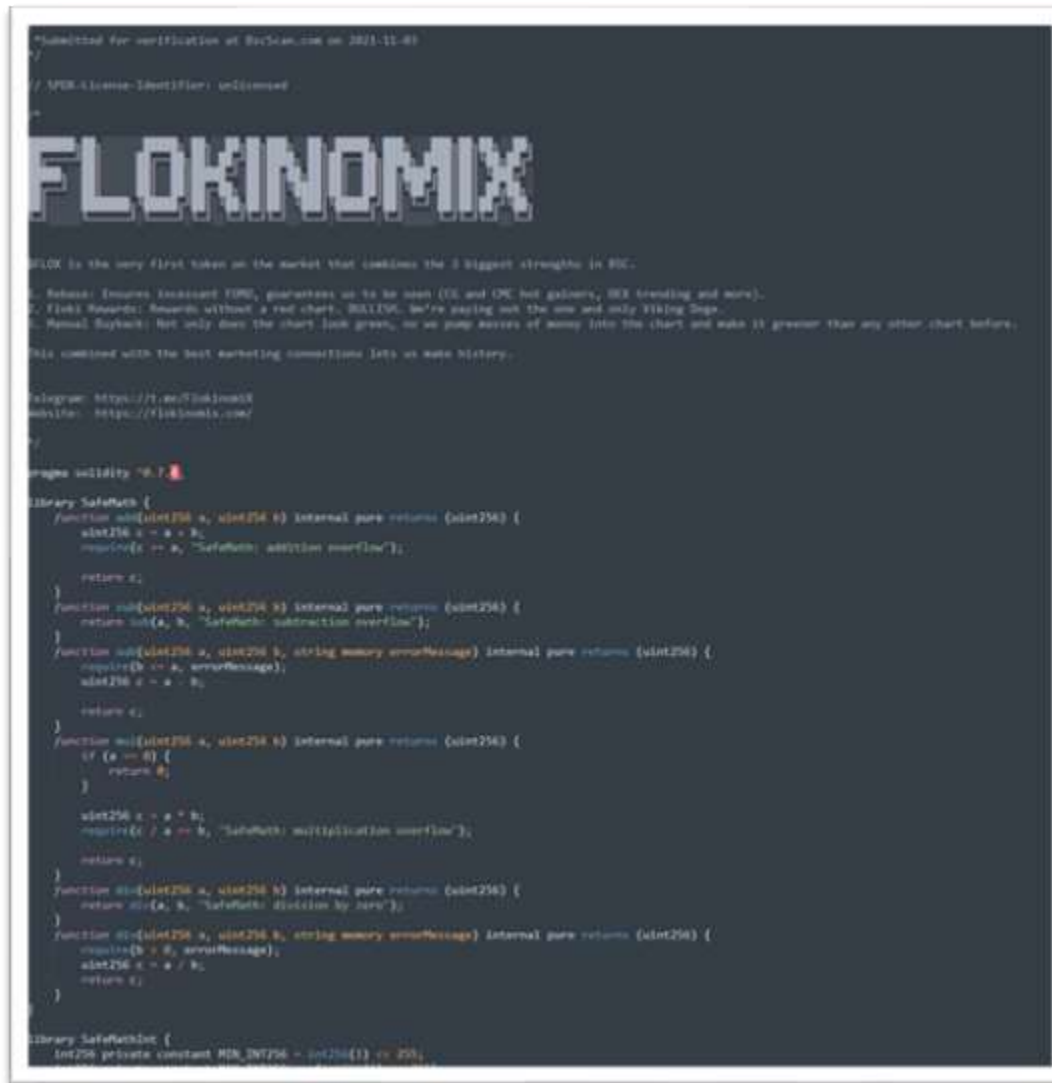 *Submitted for verification at BscScan.com on 2021-11-03
*/
// SPDX-License-Identifier: unlicensed
/*
FLOKINOMIX
$FLOX is the very first token on the market that combines the 3 biggest strengths in BSC.
1. Rebase: Ensures incessant FOMO, guarantees us to be seen (CG and CMC hot gainers, DEX trending and more).
2. Floki Rewards: Rewards without a red chart. BULLISH. We're paying out the one and only Viking Doge.
3. Manual Buyback: Not only does the chart look green, no we pump masses of money into the chart and make it greener than any other chart before.
This combined with the best marketing connections lets us make history.
Telegram: https://t.me/FlokinomiX
Website: https://flokinomix.com/
*/
pragma solidity ^0.7.
library SafeMath {
function add(uint256 a, uint256 b) internal pure returns (uint256) {
uint256 c = a + b;
require(c >= a, "SafeMath: addition overflow");
return c;
}
function sub(uint256 a, uint256 b) internal pure returns (uint256) {
return sub(a, b, "SafeMath: subtraction overflow");
}
function sub(uint256 a, uint256 b, string memory errorMessage) internal pure returns (uint256) {
require(b <= a, errorMessage);
uint256 c = a - b;
return c;
}
function mul(uint256 a, uint256 b) internal pure returns (uint256) {
if (a == 0) {
return 0;
}
uint256 c = a * b;
require(c / a == b, "SafeMath: multiplication overflow");
return c;
}
function div(uint256 a, uint256 b) internal pure returns (uint256) {
return div(a, b, "SafeMath: division by zero");
}
function div(uint256 a, uint256 b, string memory errorMessage) internal pure returns (uint256) {
require(b > 0, errorMessage);
uint256 c = a / b;
return c;
}
}
library SafeMathInt {
int256 private constant MIN_INT256 = int256(1) << 255;